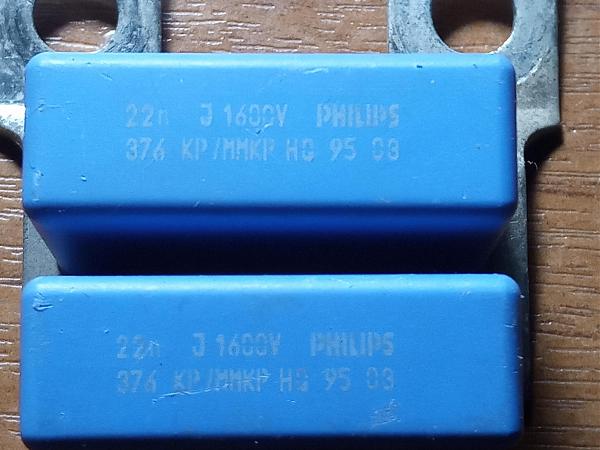 22n J 1600V PHILIPS
376 KP/MMKP HQ 95 08
22n J 1600V PHILIPS
376 KP/MMKP HQ 95 08